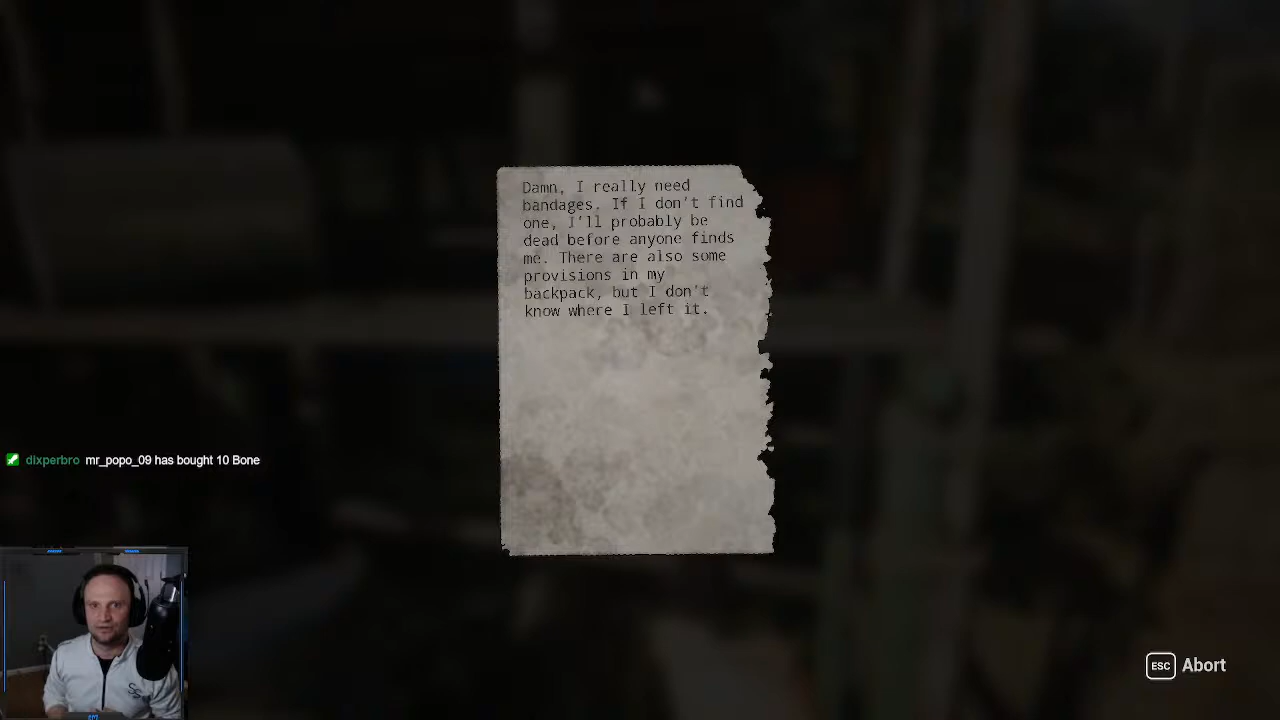 Damn, I really need
bandages. If I don't find
one, I'll probably be
dead before anyone finds
me. There are also some
provisions in my
backpack, but I don't
know where I left it.
dixperbro mr_popo_09 has bought 10 Bone
ESC Abort